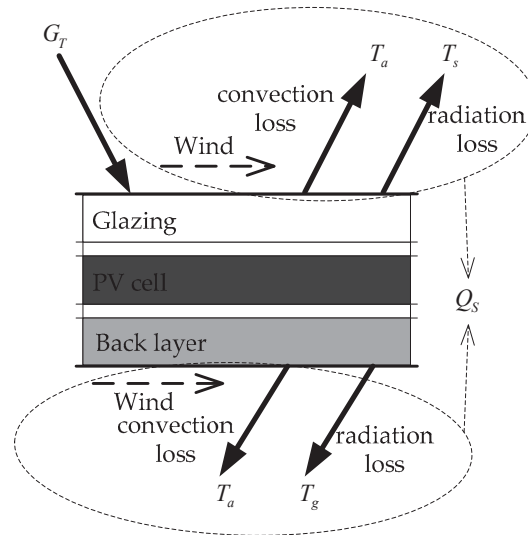 G_T
T_a
T_s
convection
loss
radiation
loss
Wind
Glazing
PV cell
Q_S
Back layer
Wind
convection
loss
radiation
loss
T_a
T_g